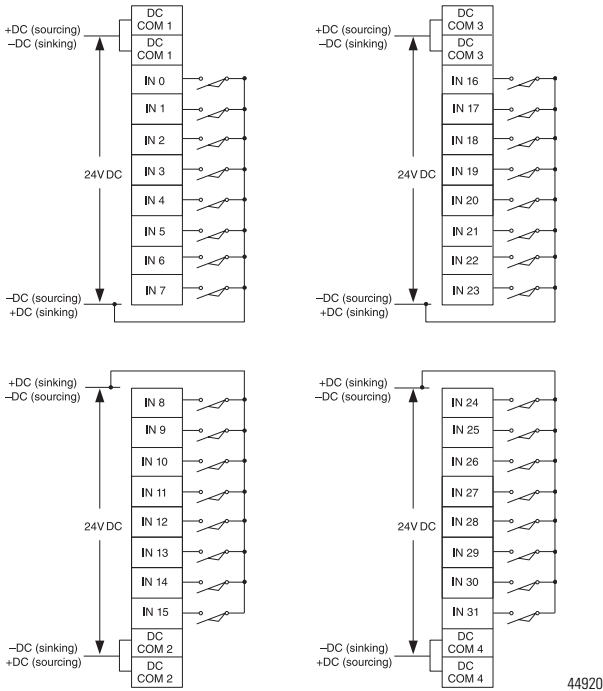 +DC (sourcing)
–DC (sinking)
DC
COM 1
DC
COM 1
IN 0
IN 1
IN 2
IN 3
IN 4
IN 5
IN 6
IN 7
24V DC
–DC (sourcing)
+DC (sinking)
+DC (sourcing)
–DC (sinking)
DC
COM 3
DC
COM 3
IN 16
IN 17
IN 18
IN 19
IN 20
IN 21
IN 22
IN 23
24V DC
–DC (sourcing)
+DC (sinking)
+DC (sinking)
–DC (sourcing)
IN 8
IN 9
IN 10
IN 11
IN 12
IN 13
IN 14
IN 15
24V DC
DC
COM 2
DC
COM 2
–DC (sinking)
+DC (sourcing)
+DC (sinking)
–DC (sourcing)
IN 24
IN 25
IN 26
IN 27
IN 28
IN 29
IN 30
IN 31
24V DC
DC
COM 4
DC
COM 4
–DC (sinking)
+DC (sourcing)
44920